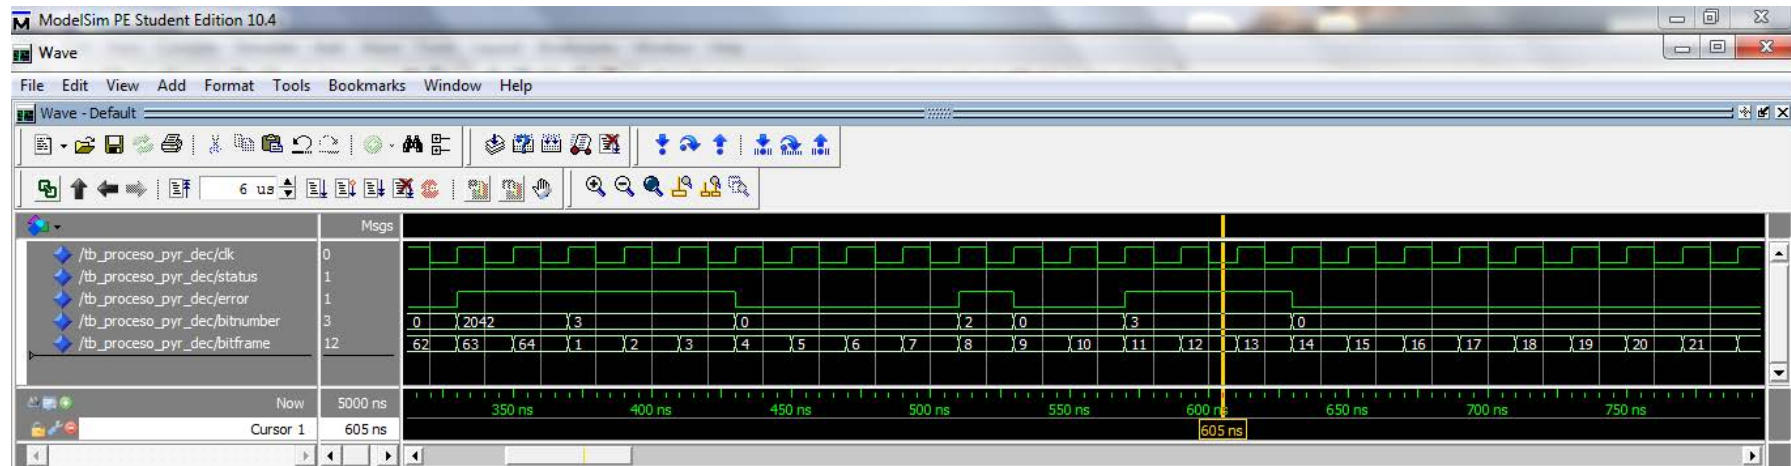 ModelSim PE Student Edition 10.4
Wave
File Edit View Add Format Tools Bookmarks Window Help
Wave - Default
6 us
Msgs
/tb_proceso_pyr_dec/clk 0
/tb_proceso_pyr_dec/status 1
/tb_proceso_pyr_dec/error 1
/tb_proceso_pyr_dec/bitnumber 3 0 2042 3 0 2 0 3 0
/tb_proceso_pyr_dec/bitframe 12 62 63 64 1 2 3 4 5 6 7 8 9 10 11 12 13 14 15 16 17 18 19 20 21
Now 5000 ns 350 ns 400 ns 450 ns 500 ns 550 ns 600 ns 650 ns 700 ns 750 ns
Cursor 1 605 ns 605 ns